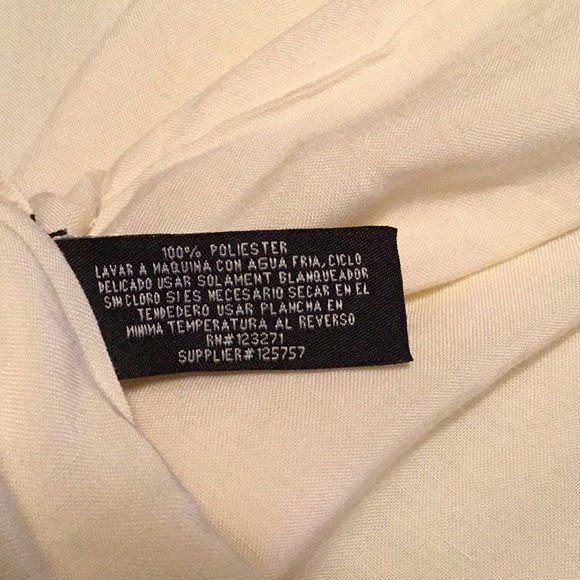 100% POLIESTER
LAVAR A MAQUINA CON AGUA FRIA, CICLO
DELICADO USAR SOLAMENT BLANQUEADOR
SIN CLORO SI ES NECESARIO SECAR EN EL
TENDEDERO USAR PLANCHA EN
MINIMA TEMPERATURA AL REVERSO
RN#123271
SUPPLIER#125757